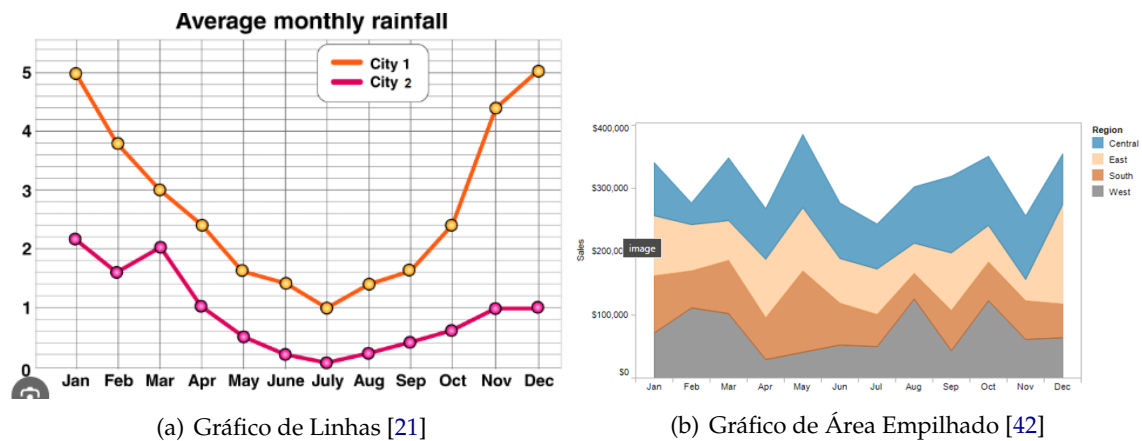 Average monthly rainfall
City 1
City 2
5
4
3
2
1
0
Jan Feb Mar Apr May June July Aug Sep Oct Nov Dec
(a) Gráfico de Linhas [21]
$400,000
$300,000
$200,000
$100,000
$0
Sales
image
Region
Central
East
South
West
Jan Feb Mar Apr May Jun Jul Aug Sep Oct Nov Dec
(b) Gráfico de Área Empilhado [42]